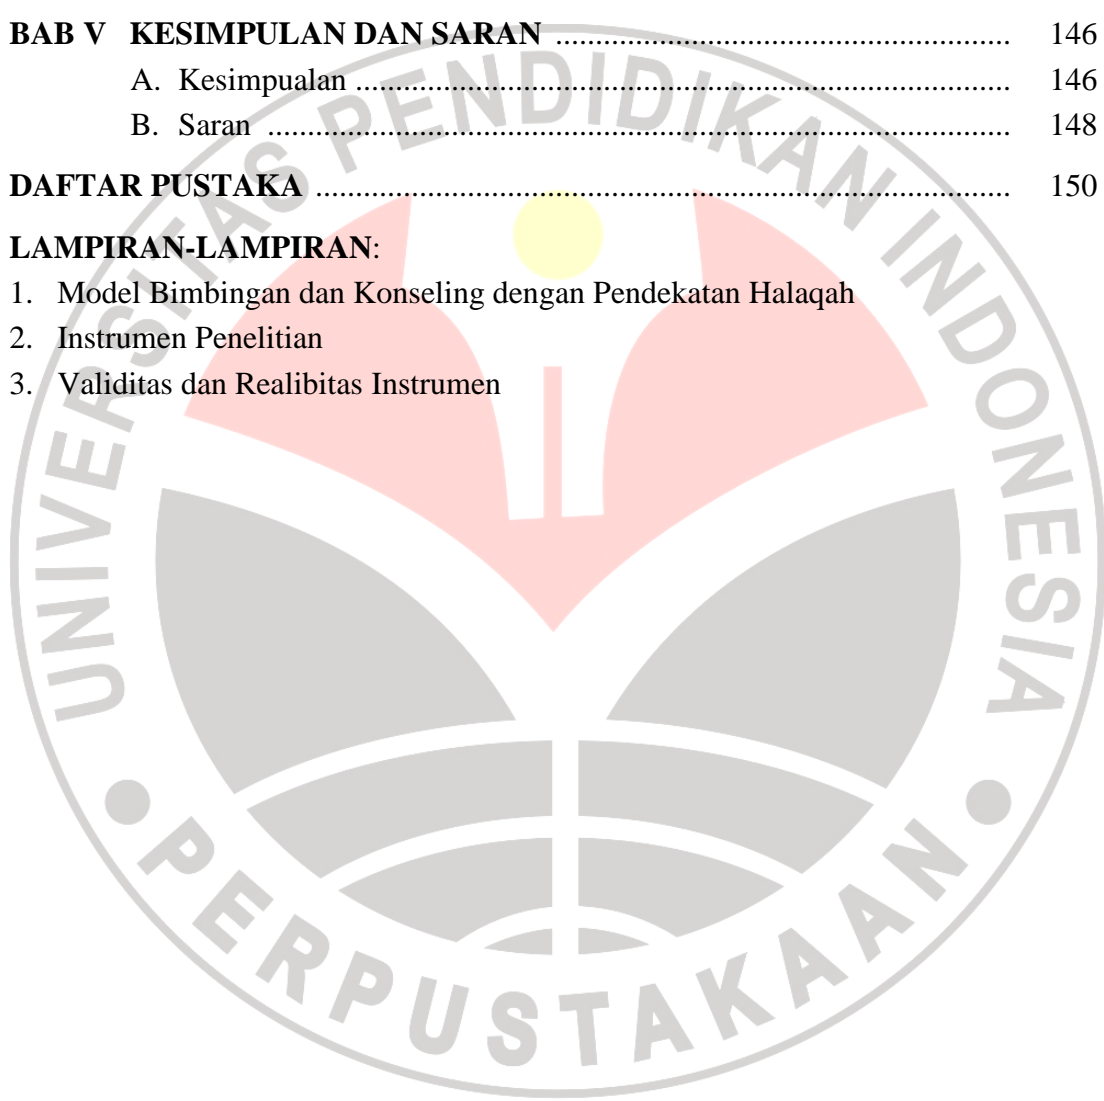 BAB V KESIMPULAN DAN SARAN ........................................................... 146
A. Kesimpualan ..................................................................................... 146
B. Saran ................................................................................................. 148
DAFTAR PUSTAKA ........................................................................................... 150
LAMPIRAN-LAMPIRAN:
1. Model Bimbingan dan Konseling dengan Pendekatan Halaqah
2. Instrumen Penelitian
3. Validitas dan Realibitas Instrumen
UNIVERSITAS PENDIDIKAN INDONESIA
PERPUSTAKAAN